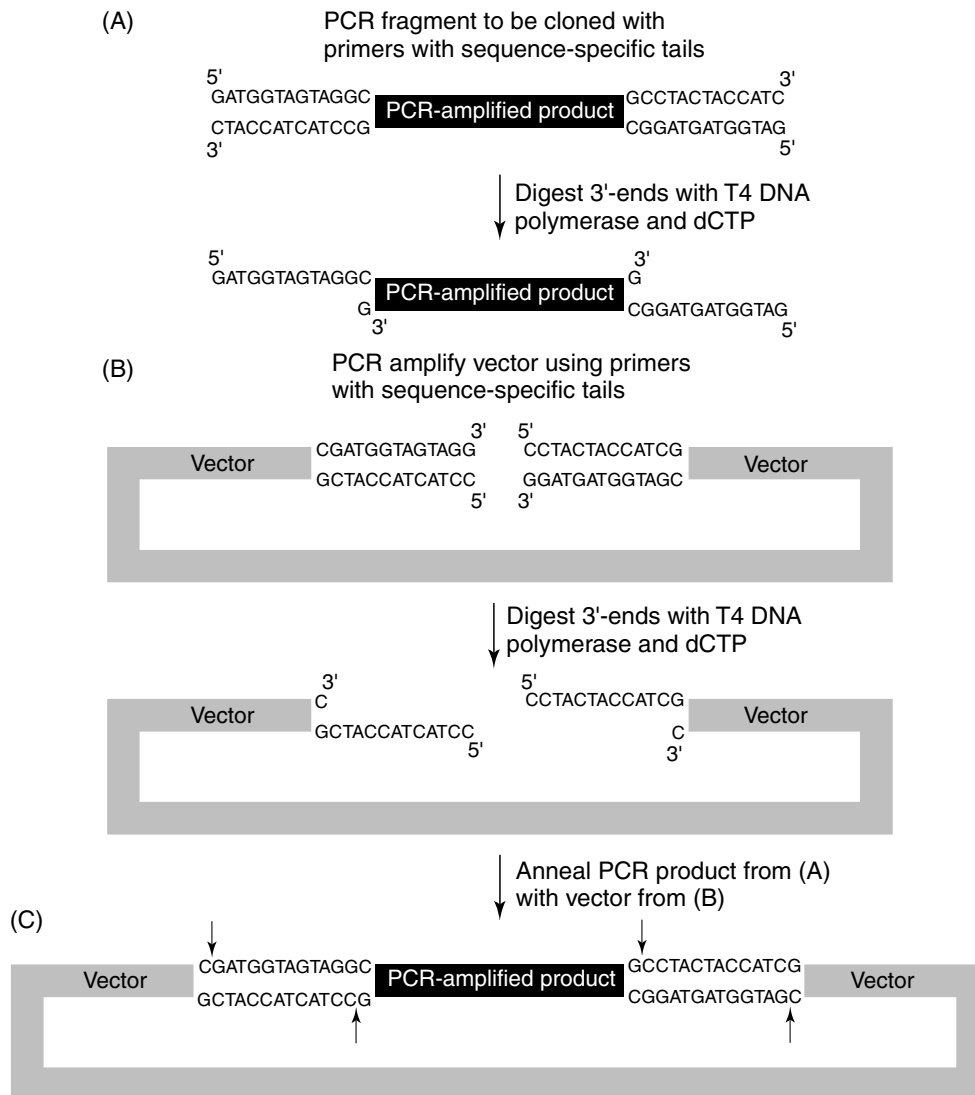 (A)
PCR fragment to be cloned with
primers with sequence-specific tails
5' 3'
GATGGTAGTAGGC PCR-amplified product GCCTACTACCATC
CTACCATCATCCG CGGATGATGGTAG
3' 5'
Digest 3'-ends with T4 DNA
polymerase and dCTP
5' 3'
GATGGTAGTAGGC PCR-amplified product G
G CGGATGATGGTAG
3' 5'
(B)
PCR amplify vector using primers
with sequence-specific tails
3' 5'
Vector CGATGGTAGTAGG CCTACTACCATCG Vector
GCTACCATCATCC GGATGATGGTAGC
5' 3'
Digest 3'-ends with T4 DNA
polymerase and dCTP
3' 5'
Vector C CCTACTACCATCG Vector
GCTACCATCATCC C
5' 3'
Anneal PCR product from (A)
with vector from (B)
(C)
Vector CGATGGTAGTAGGC PCR-amplified product GCCTACTACCATCG Vector
GCTACCATCATCCG CGGATGATGGTAGC